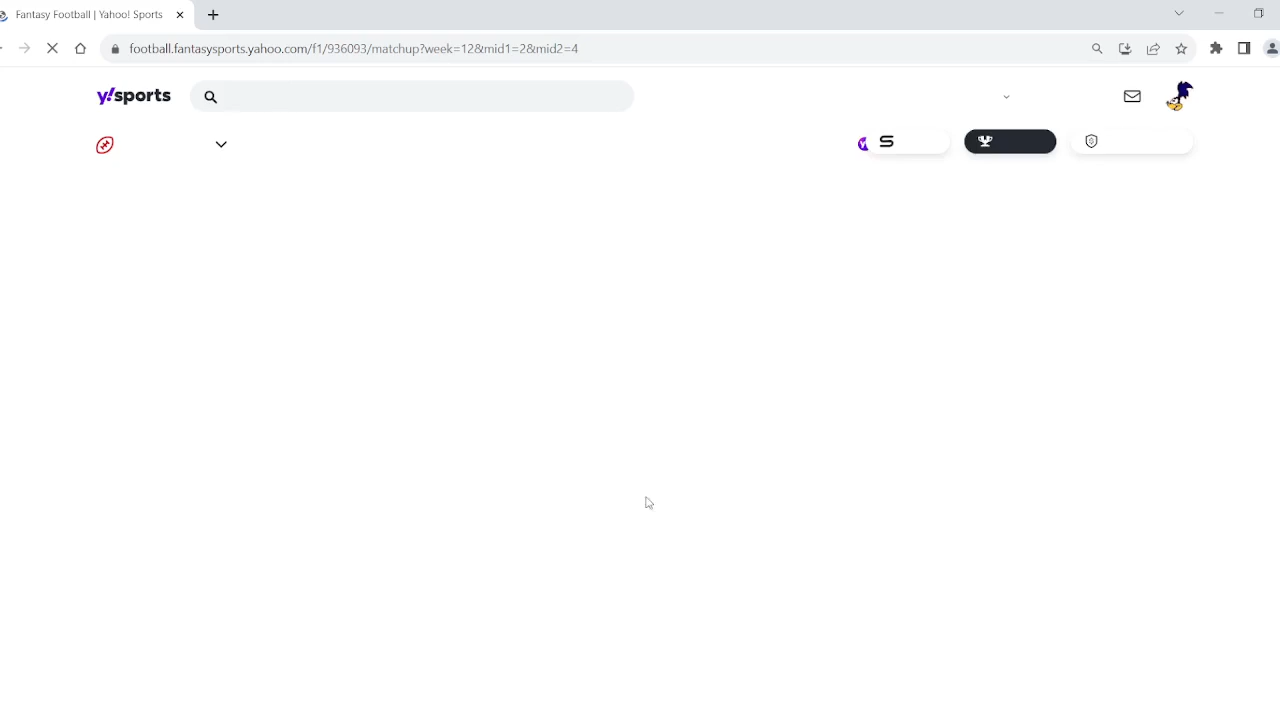 Fantasy Football | Yahoo! Sports
football.fantasysports.yahoo.com/f1/936093/matchup?week=12&mid1=2&mid2=4
y!sports